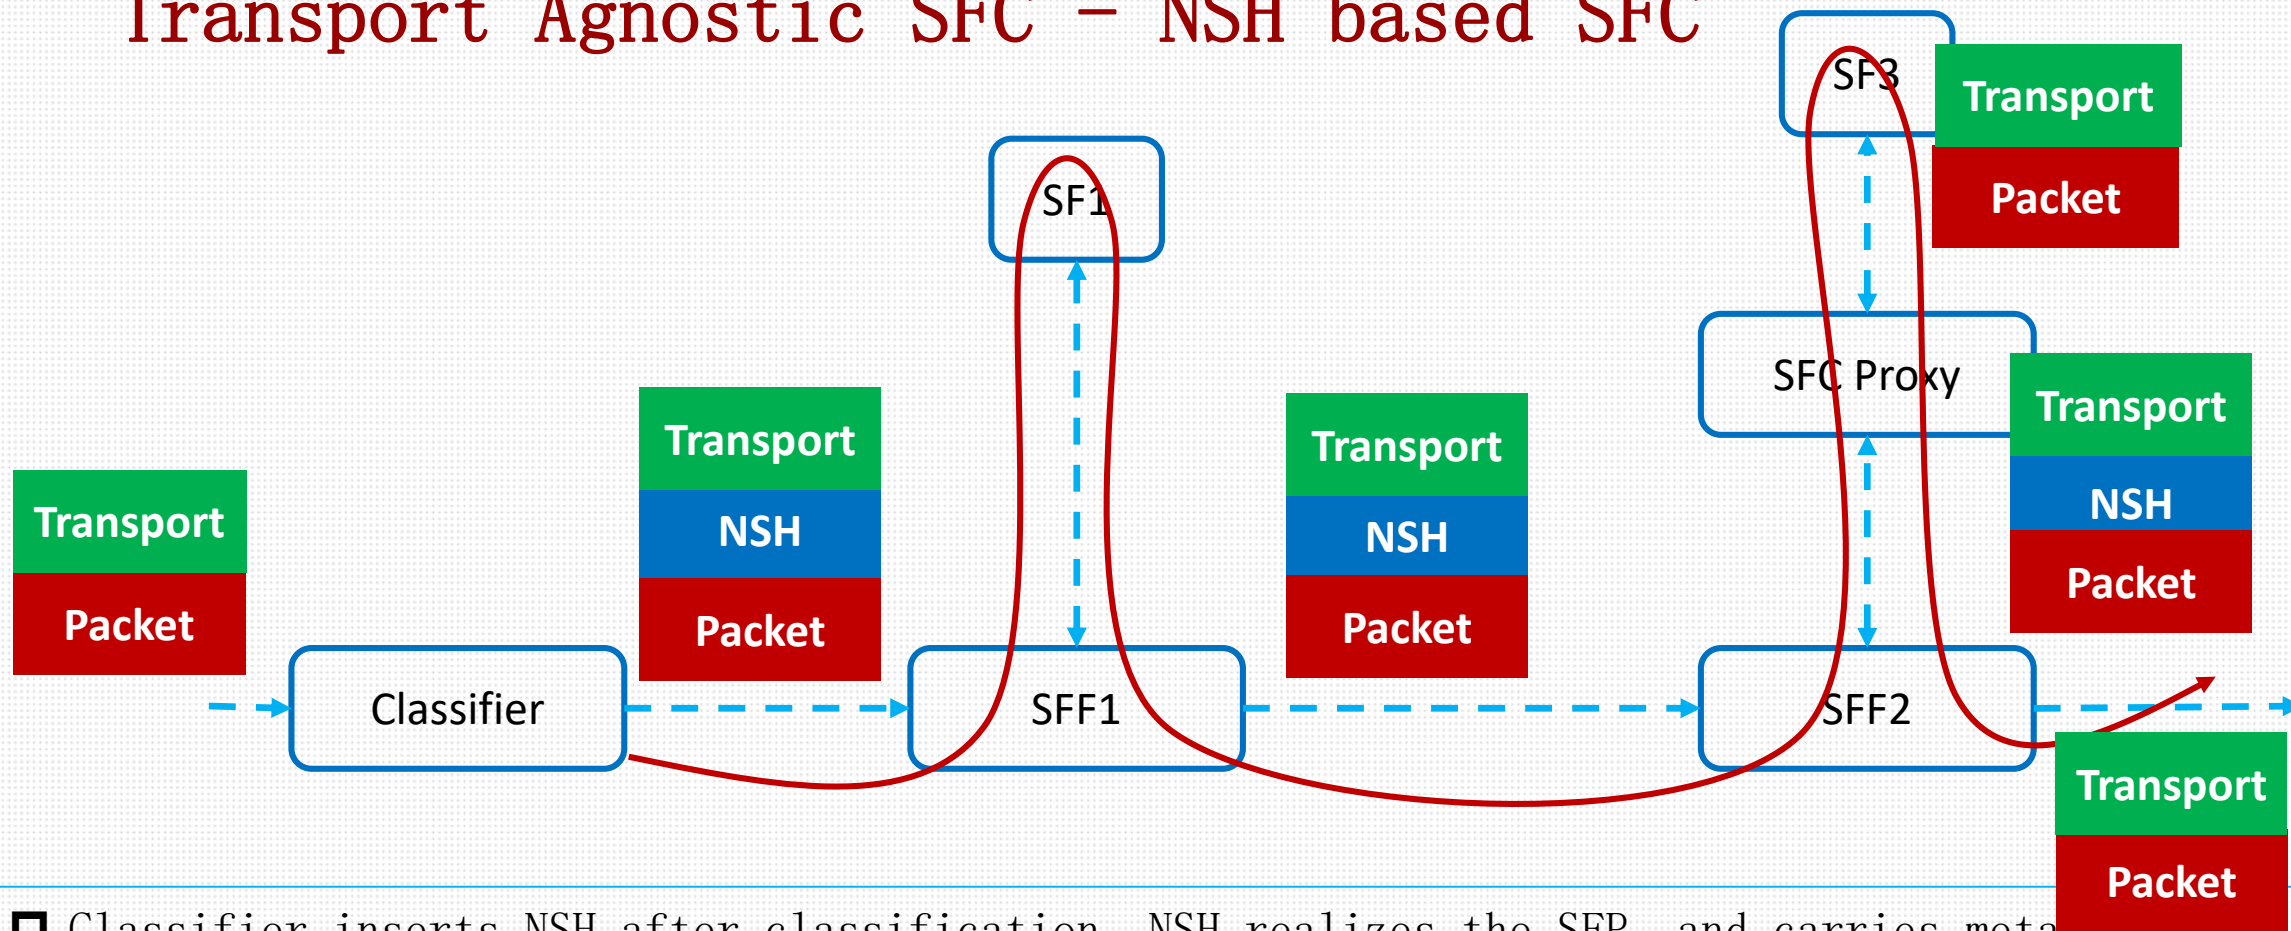 Transport Agnostic SFC - NSH based SFC
SF3
Transport
Packet
SF1
SFC Proxy
Transport
NSH
Packet
Transport
NSH
Packet
Transport
NSH
Packet
Transport
Packet
Classifier
SFF1
SFF2
Transport
Packet
Classifier inserts NSH after classification. NSH realizes the SFP, and carries meta